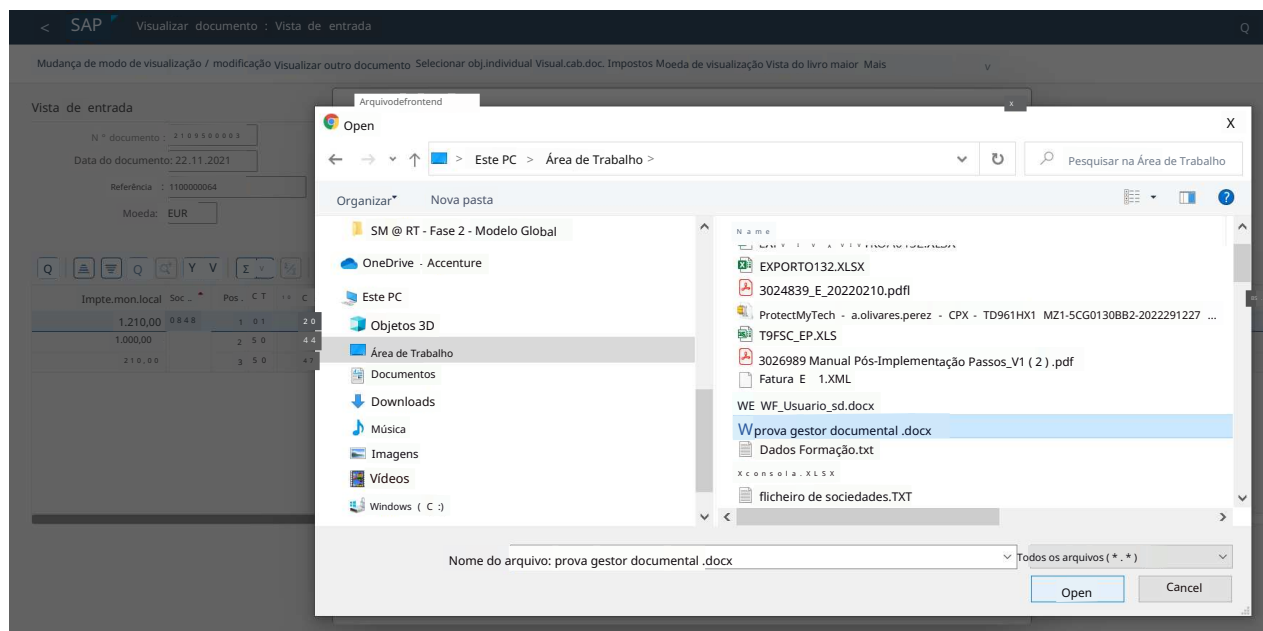 < SAP Visualizar documento : Vista de entrada Q
Mudança de modo de visualização / modificação Visualizar outro documento Selecionar obj.individual Visual.cab.doc. Impostos Moeda de visualização Vista do livro maior Mais v
Vista de entrada
Nº documento : 2100500003
Data do documento: 22.11.2021
Referência : 1100000064
Moeda: EUR
Impte.mon.local Soc Pos. CT C
1.210,00 0848 1 01 20
1.000,00 2 50 44
210,00 3 50 47
Arquivodefrontend x
Open X
Este PC > Área de Trabalho >
Pesquisar na Área de Trabalho
Organizar Nova pasta
SM @ RT - Fase 2 - Modelo Global
OneDrive - Accenture
Este PC
Objetos 3D
Área de Trabalho
Documentos
Downloads
Música
Imagens
Vídeos
Windows ( C :)
Name
EXPORTO132.XLSX
3024839_E_20220210.pdfl
ProtectMyTech - a.olivares.perez - CPX - TD961HX1 MZ1-5CG0130BB2-2022291227 ...
T9FSC_EP.XLS
3026989 Manual Pós-Implementação Passos_V1 ( 2 ) .pdf
Fatura E 1.XML
WE WF_Usuario_sd.docx
W prova gestor documental .docx
Dados Formação.txt
Xconsola.XLSX
flicheiro de sociedades.TXT
Nome do arquivo: prova gestor documental .docx
Todos os arquivos ( * . * )
Open Cancel